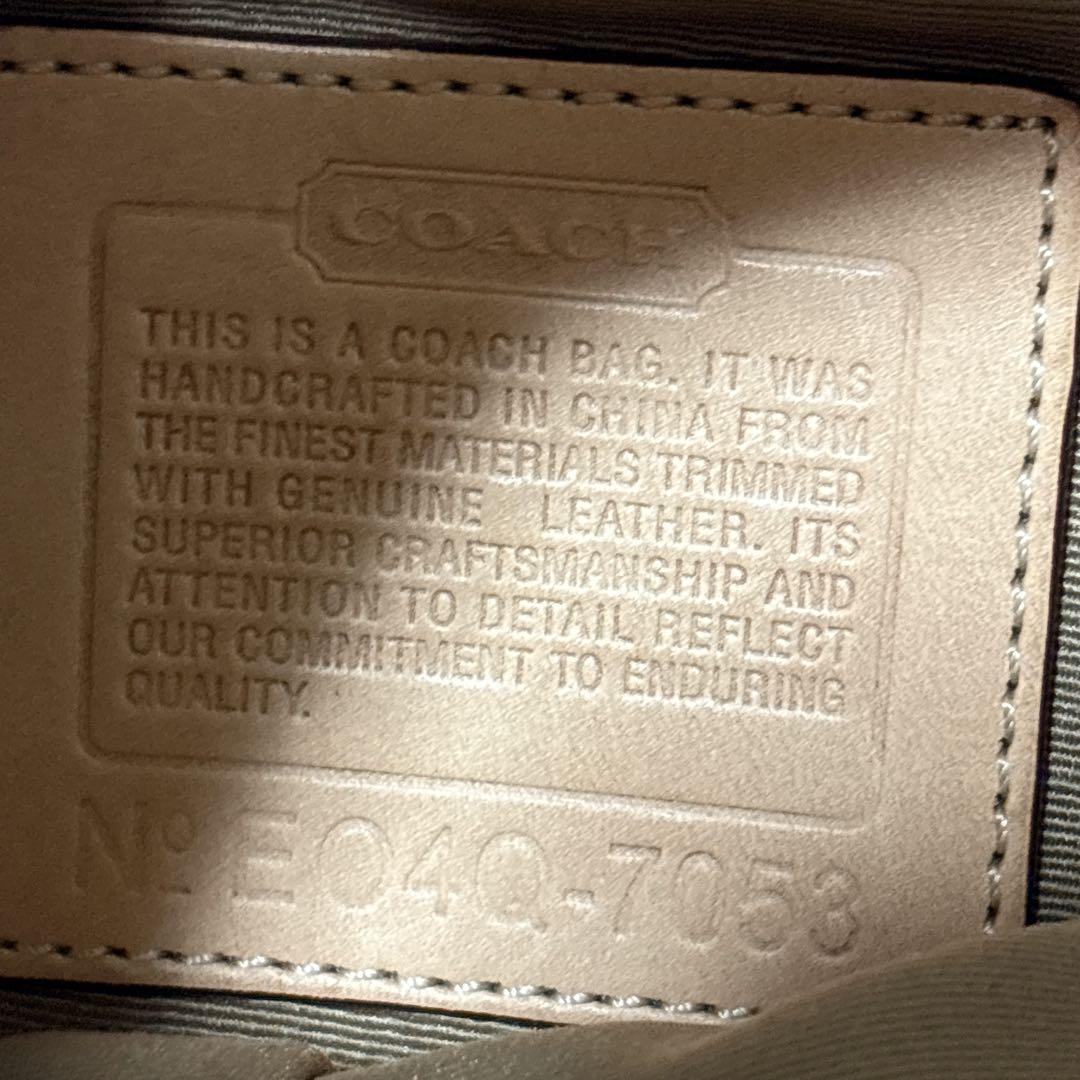 COACH
THIS IS A COACH BAG. IT WAS
HANDCRAFTED IN CHINA FROM
THE FINEST MATERIALS TRIMMED
WITH GENUINE LEATHER. ITS
SUPERIOR CRAFTSMANSHIP AND
ATTENTION TO DETAIL REFLECT
OUR COMMITMENT TO ENDURING
QUALITY.
Nº EO4Q-7053